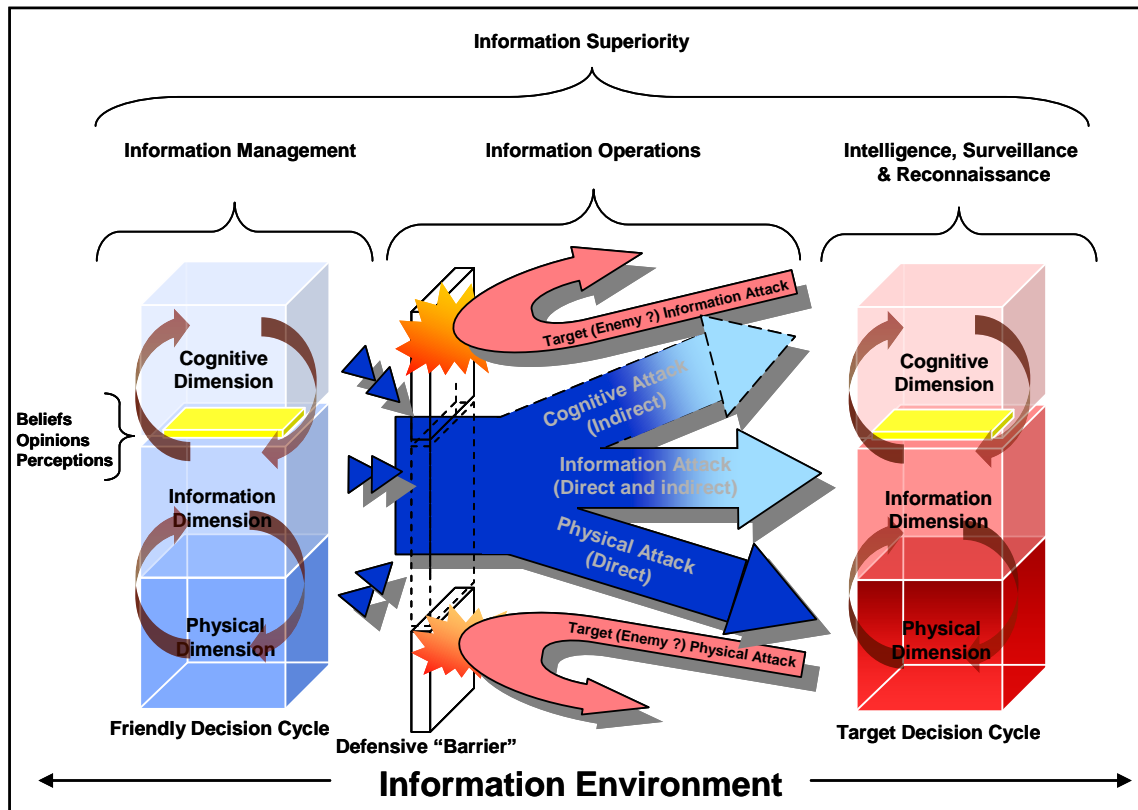 Information Superiority
Information Management
Information Operations
Intelligence, Surveillance
& Reconnaissance
Cognitive
Dimension
Beliefs
Opinions
Perceptions
Information
Dimension
Physical
Dimension
Friendly Decision Cycle
Target (Enemy ?) Information Attack
Cognitive Attack
(Indirect)
Information Attack
(Direct and indirect)
Physical Attack
(Direct)
Target (Enemy ?) Physical Attack
Defensive “Barrier”
Cognitive
Dimension
Information
Dimension
Physical
Dimension
Target Decision Cycle
Information Environment